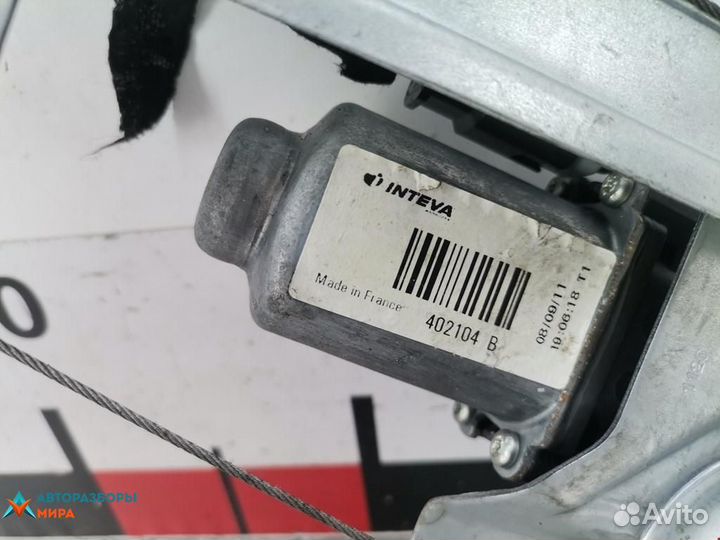 INTEVA
Made in France
402104 B
08/09/11
19:06:18 T1
АВТОРАЗБОРЫ
МИРА
Avito